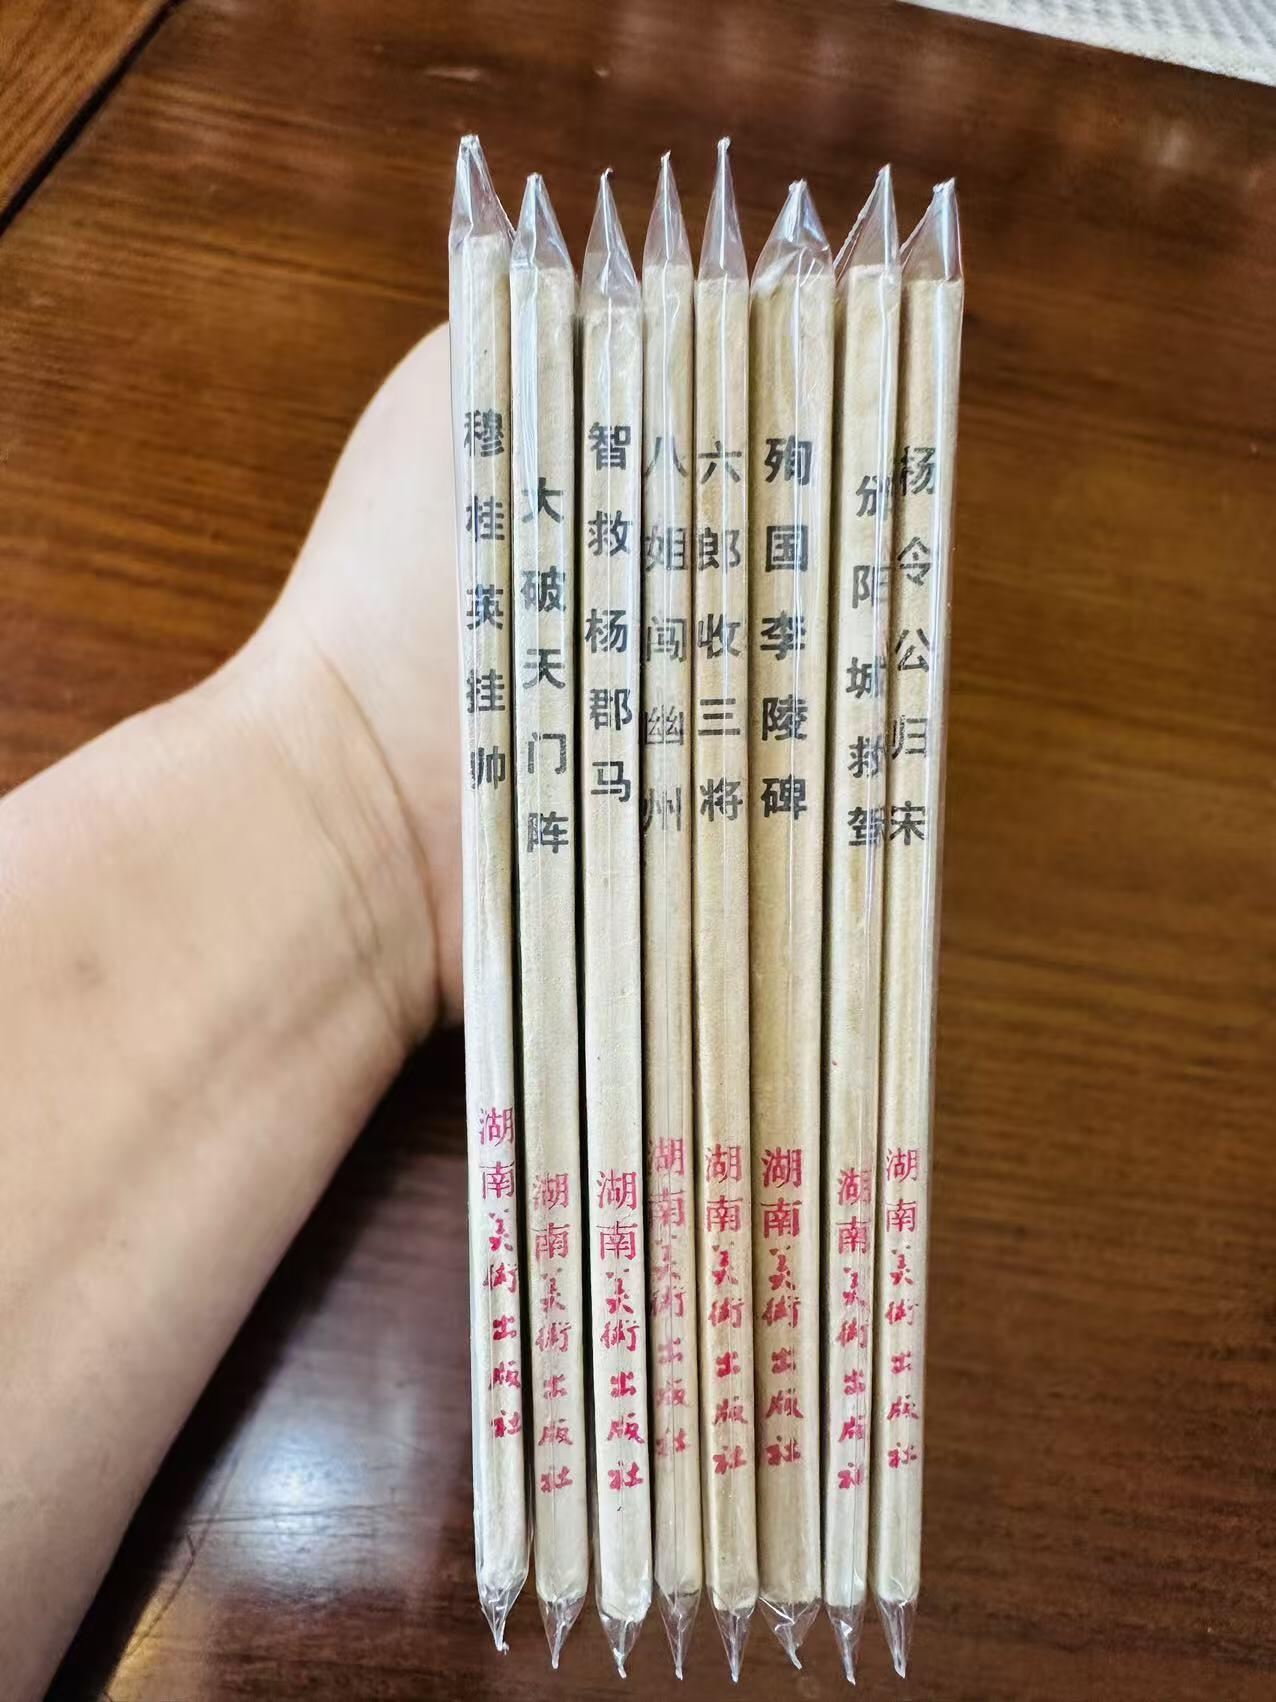 穆桂英挂帅
湖南美術出版社
大破天门阵
湖南美術出版社
智救杨郡马
湖南美術出版社
八姐闯幽州
湖南美術出版社
六郎收三将
湖南美術出版社
殉国李陵碑
湖南美術出版社
邠阳城救驾
湖南美術出版社
杨令公归宋
湖南美術出版社